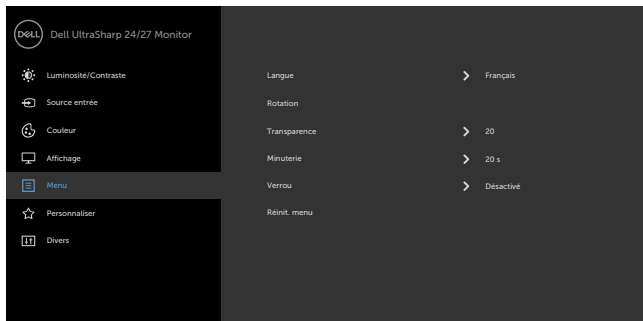 DELL Dell UltraSharp 24/27 Monitor
Luminosité/Contraste
Source entrée
Couleur
Affichage
Menu
Personnaliser
Divers
Langue Français
Rotation
Transparence 20
Minuterie 20 s
Verrou Désactivé
Réinit. menu